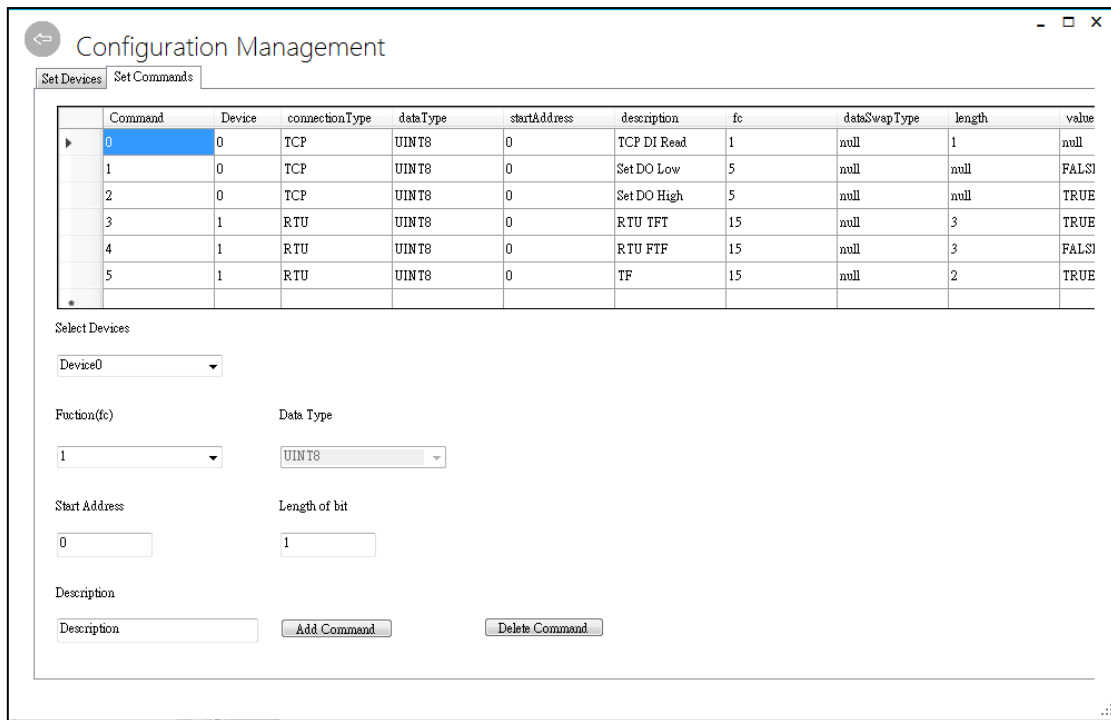 Configuration Management
Set Devices Set Commands
Command Device connectionType dataType startAddress description fc dataSwapType length value
0 0 TCP UINT8 0 TCP DI Read 1 null 1 null
1 0 TCP UINT8 0 Set DO Low 5 null null FALS
2 0 TCP UINT8 0 Set DO High 5 null null TRUE
3 1 RTU UINT8 0 RTU TFT 15 null 3 TRUE
4 1 RTU UINT8 0 RTU FTF 15 null 3 FALS
5 1 RTU UINT8 0 TF 15 null 2 TRUE
Select Devices
Device0
Fuction(fc) Data Type
1 UINT8
Start Address Length of bit
0 1
Description
Description Add Command Delete Command